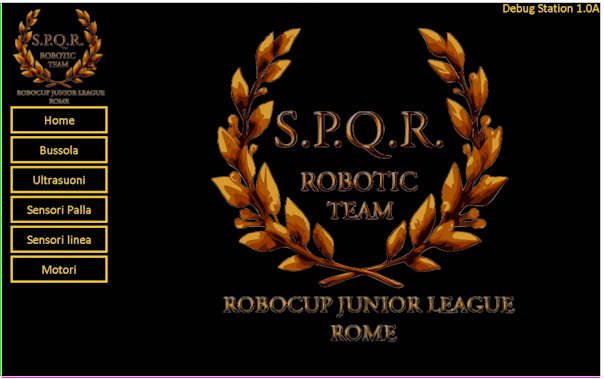 Debug Station 1.0A
S.P.Q.R.
ROBOTIC
TEAM
ROBOCUP JUNIOR LEAGUE
ROME
Home
Bussola
Ultrasuoni
Sensori Palla
Sensori linea
Motori
S.P.Q.R.
ROBOTIC
TEAM
ROBOCUP JUNIOR LEAGUE
ROME